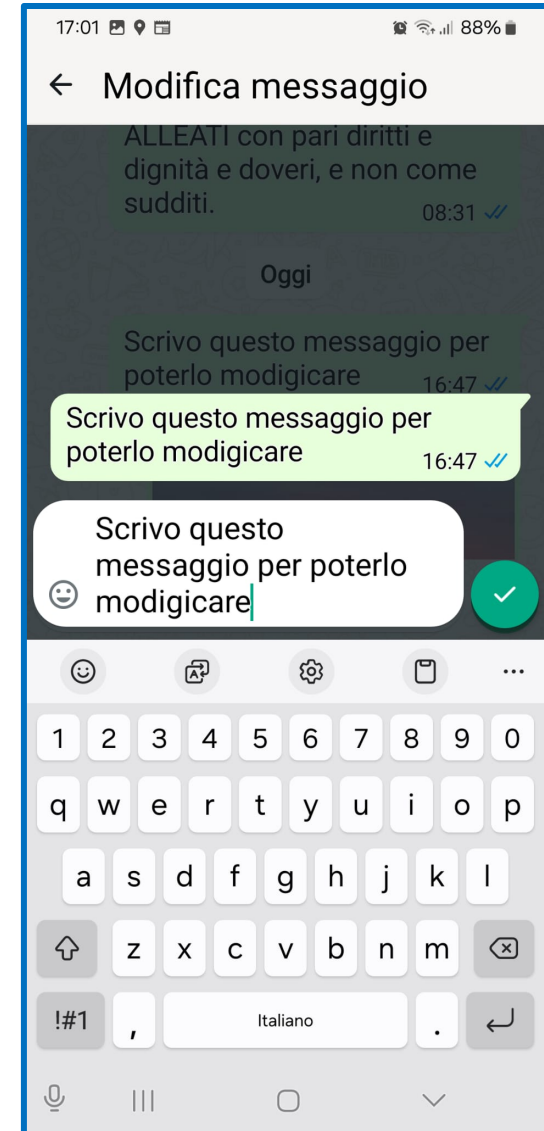 17:01 88%
Modifica messaggio
ALLEATI con pari diritti e
dignità e doveri, e non come
sudditi. 08:31
Oggi
Scrivo questo messaggio per
poterlo modigicare 16:47
Scrivo questo messaggio per
poterlo modigicare 16:47
Scrivo questo
messaggio per poterlo
modigicare
1 2 3 4 5 6 7 8 9 0
q w e r t y u i o p
a s d f g h j k l
z x c v b n m
!#1 , Italiano .